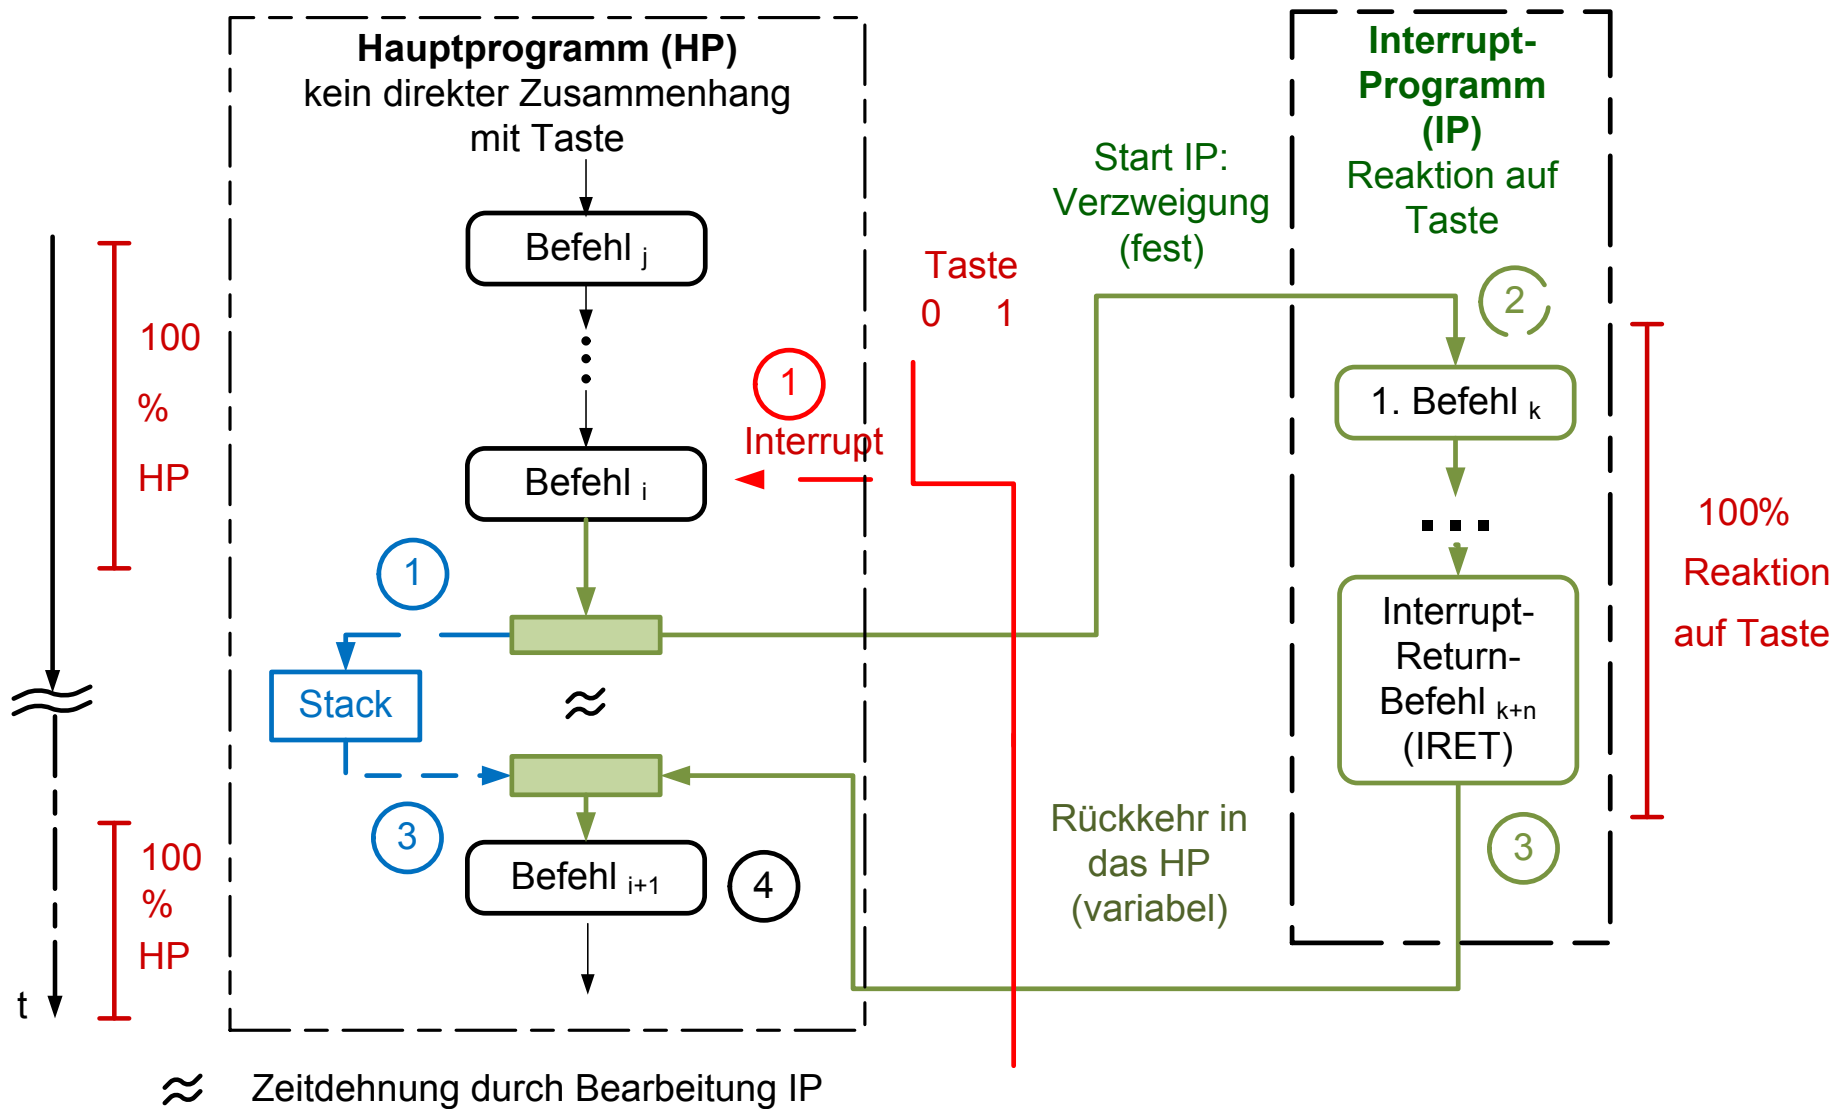 Hauptprogramm (HP)
kein direkter Zusammenhang
mit Taste
Befehl j
Befehl i
1
Interrupt
1
Stack
3
Befehl i+1
4
100
%
HP
100
%
HP
t
Taste
0 1
Start IP:
Verzweigung
(fest)
Interrupt-
Programm
(IP)
Reaktion auf
Taste
2
1. Befehl k
Interrupt-
Return-
Befehl k+n
(IRET)
3
100%
Reaktion
auf Taste
Rückkehr in
das HP
(variabel)
≈ Zeitdehnung durch Bearbeitung IP